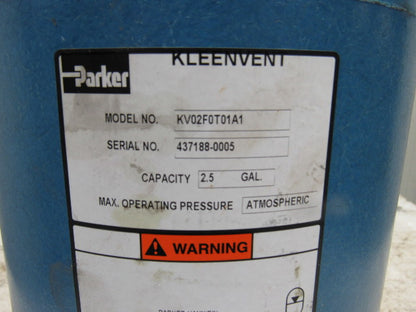 KLEENVENT
Parker
MODEL NO. KV02F0T01A1
SERIAL NO. 437188-0005
CAPACITY 2.5 GAL.
MAX. OPERATING PRESSURE ATMOSPHERIC
WARNING